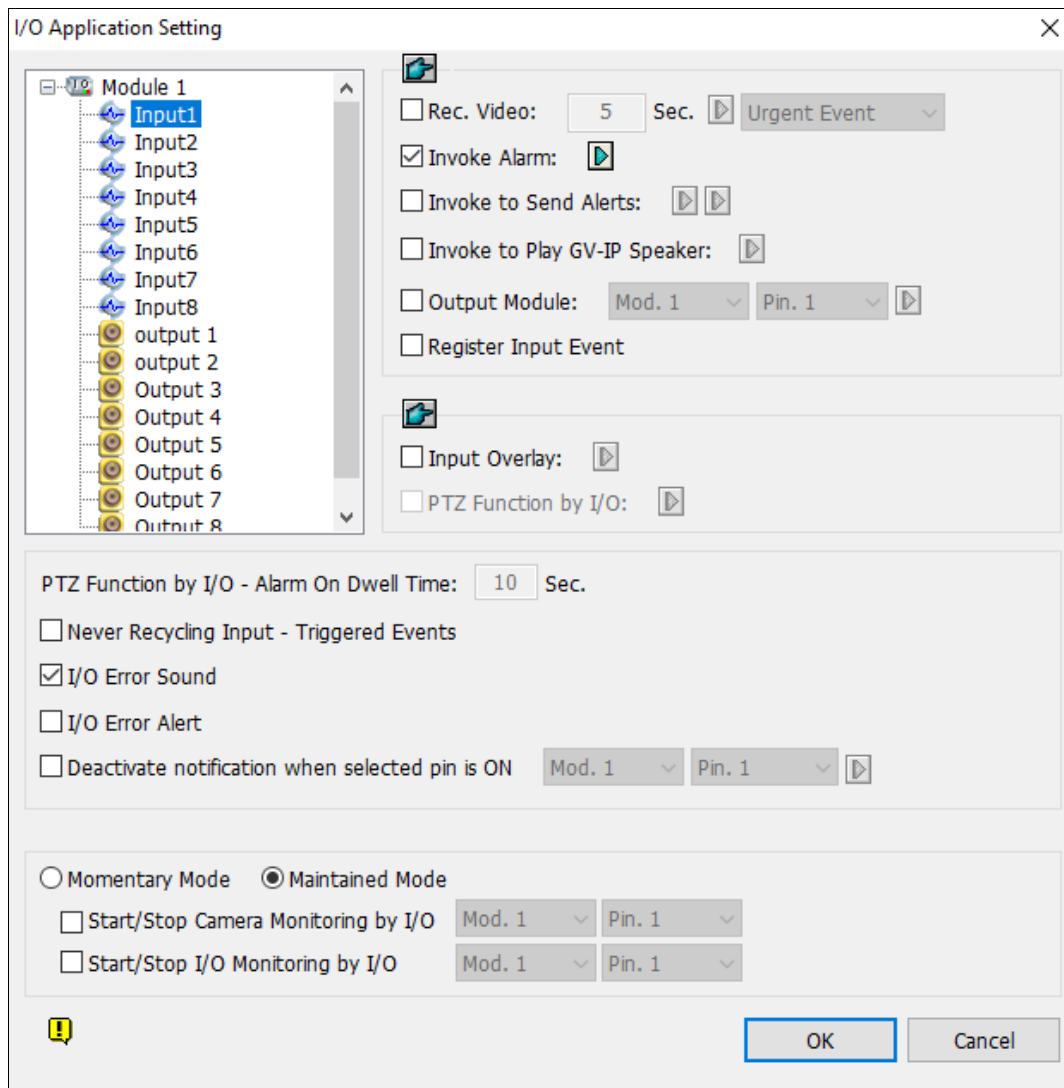 I/O Application Setting
Module 1
Input1
Input2
Input3
Input4
Input5
Input6
Input7
Input8
output 1
output 2
Output 3
Output 4
Output 5
Output 6
Output 7
Output 8
Rec. Video: 5 Sec. Urgent Event
Invoke Alarm:
Invoke to Send Alerts:
Invoke to Play GV-IP Speaker:
Output Module: Mod. 1 Pin. 1
Register Input Event
Input Overlay:
PTZ Function by I/O:
PTZ Function by I/O - Alarm On Dwell Time: 10 Sec.
Never Recycling Input - Triggered Events
I/O Error Sound
I/O Error Alert
Deactivate notification when selected pin is ON Mod. 1 Pin. 1
Momentary Mode Maintained Mode
Start/Stop Camera Monitoring by I/O Mod. 1 Pin. 1
Start/Stop I/O Monitoring by I/O Mod. 1 Pin. 1
OK Cancel